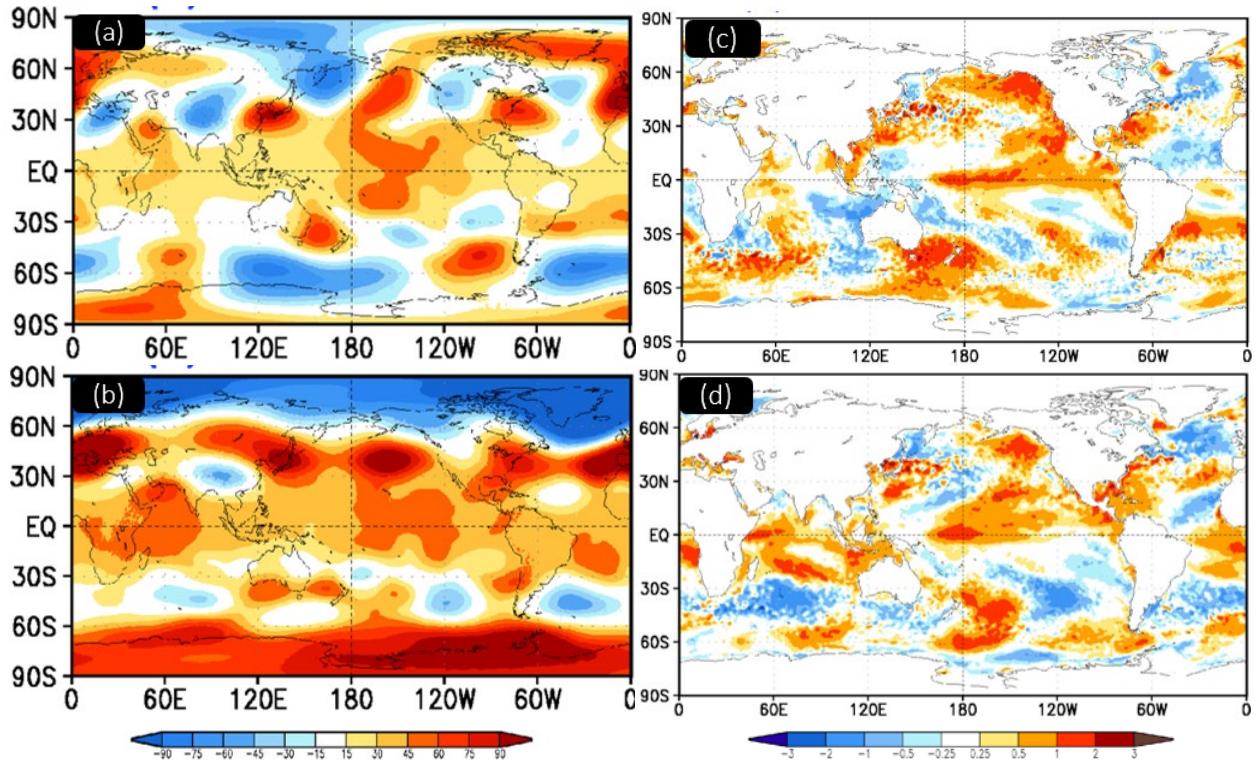 (a)
90N
60N
30N
EQ
30S
60S
90S
0 60E 120E 180 120W 60W 0
(c)
90N
60N
30N
EQ
30S
60S
90S
0 60E 120E 180 120W 60W 0
(b)
90N
60N
30N
EQ
30S
60S
90S
0 60E 120E 180 120W 60W 0
(d)
90N
60N
30N
EQ
30S
60S
90S
0 60E 120E 180 120W 60W 0
-90 -75 -60 -45 -30 -15 15 30 45 60 75 90
-3 -2 -1 -0.5 -0.25 0.25 0.5 1 2 3